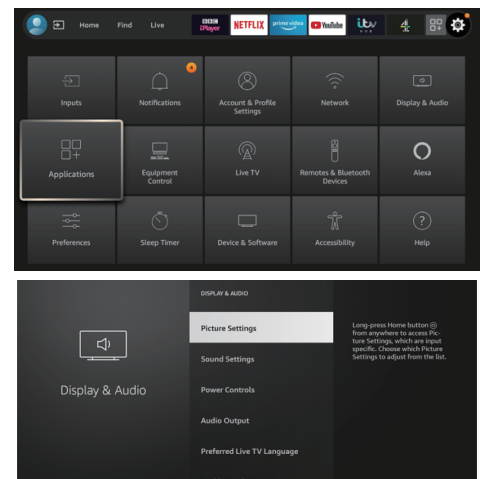 Home Find Live BBC iPlayer NETFLIX prime video YouTube itv HUB 4
Inputs
Notifications
Account & Profile
Settings
Network
Display & Audio
Applications
Equipment
Control
Live TV
Remotes & Bluetooth
Devices
Alexa
Preferences
Sleep Timer
Device & Software
Accessibility
Help
DISPLAY & AUDIO
Display & Audio
Picture Settings
Sound Settings
Power Controls
Audio Output
Preferred Live TV Language
Long-press Home button
from anywhere to access Pic-
ture Settings, which are input
specific. Choose which Picture
Settings to adjust from the list.